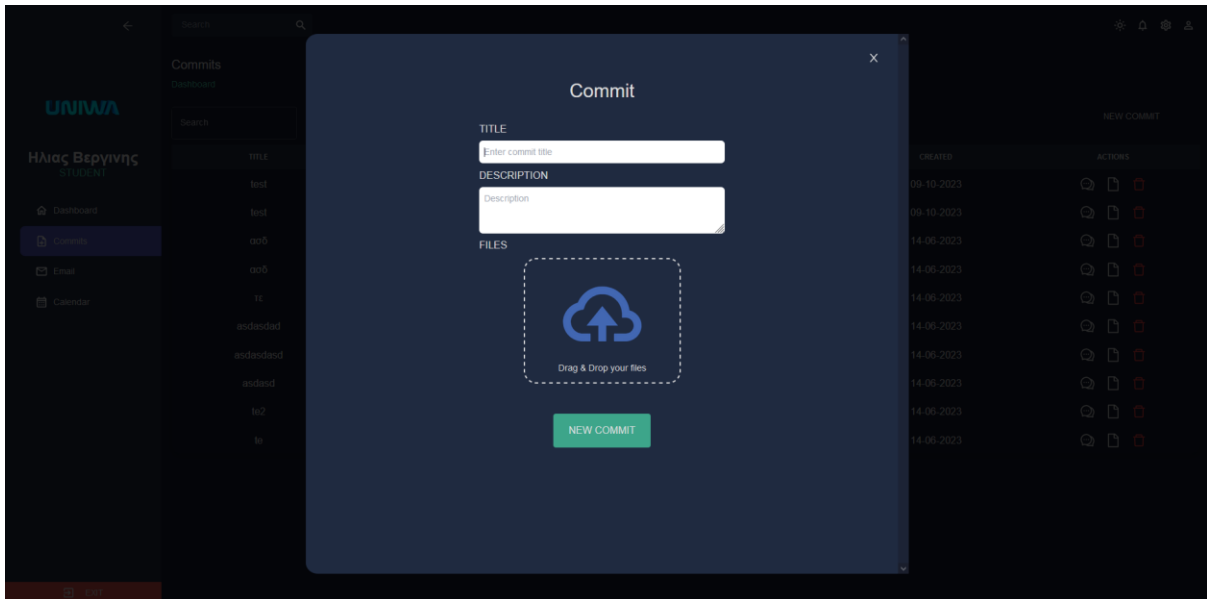 Search
Commits
Dashboard
UNIWA
Search
NEW COMMIT
Ηλιας Βεργινης
STUDENT
Dashboard
Commits
Email
Calendar
EXIT
TITLE CREATED ACTIONS
test 09-10-2023
test 09-10-2023
ασδ 14-06-2023
ασδ 14-06-2023
τε 14-06-2023
asdasdad 14-06-2023
asdasdasd 14-06-2023
asdasd 14-06-2023
te2 14-06-2023
te 14-06-2023
X
Commit
TITLE
Enter commit title
DESCRIPTION
Description
FILES
Drag & Drop your files
NEW COMMIT